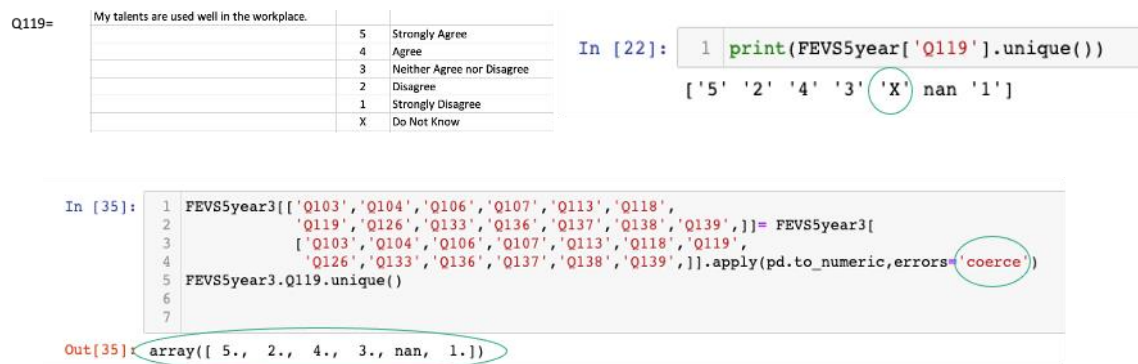 Q119=
My talents are used well in the workplace.
5 Strongly Agree
4 Agree
3 Neither Agree nor Disagree
2 Disagree
1 Strongly Disagree
X Do Not Know
In [22]: 1 print(FEVS5year['Q119'].unique())
['5' '2' '4' '3' 'X' nan '1']
In [35]: 1 FEVS5year3[['Q103','Q104','Q106','Q107','Q113','Q118',
2 'Q119','Q126','Q133','Q136','Q137','Q138','Q139',]]= FEVS5year3[
3 ['Q103','Q104','Q106','Q107','Q113','Q118','Q119',
4 'Q126','Q133','Q136','Q137','Q138','Q139',]].apply(pd.to_numeric,errors='coerce')
5 FEVS5year3.Q119.unique()
6
7
Out[35]: array([ 5., 2., 4., 3., nan, 1.])